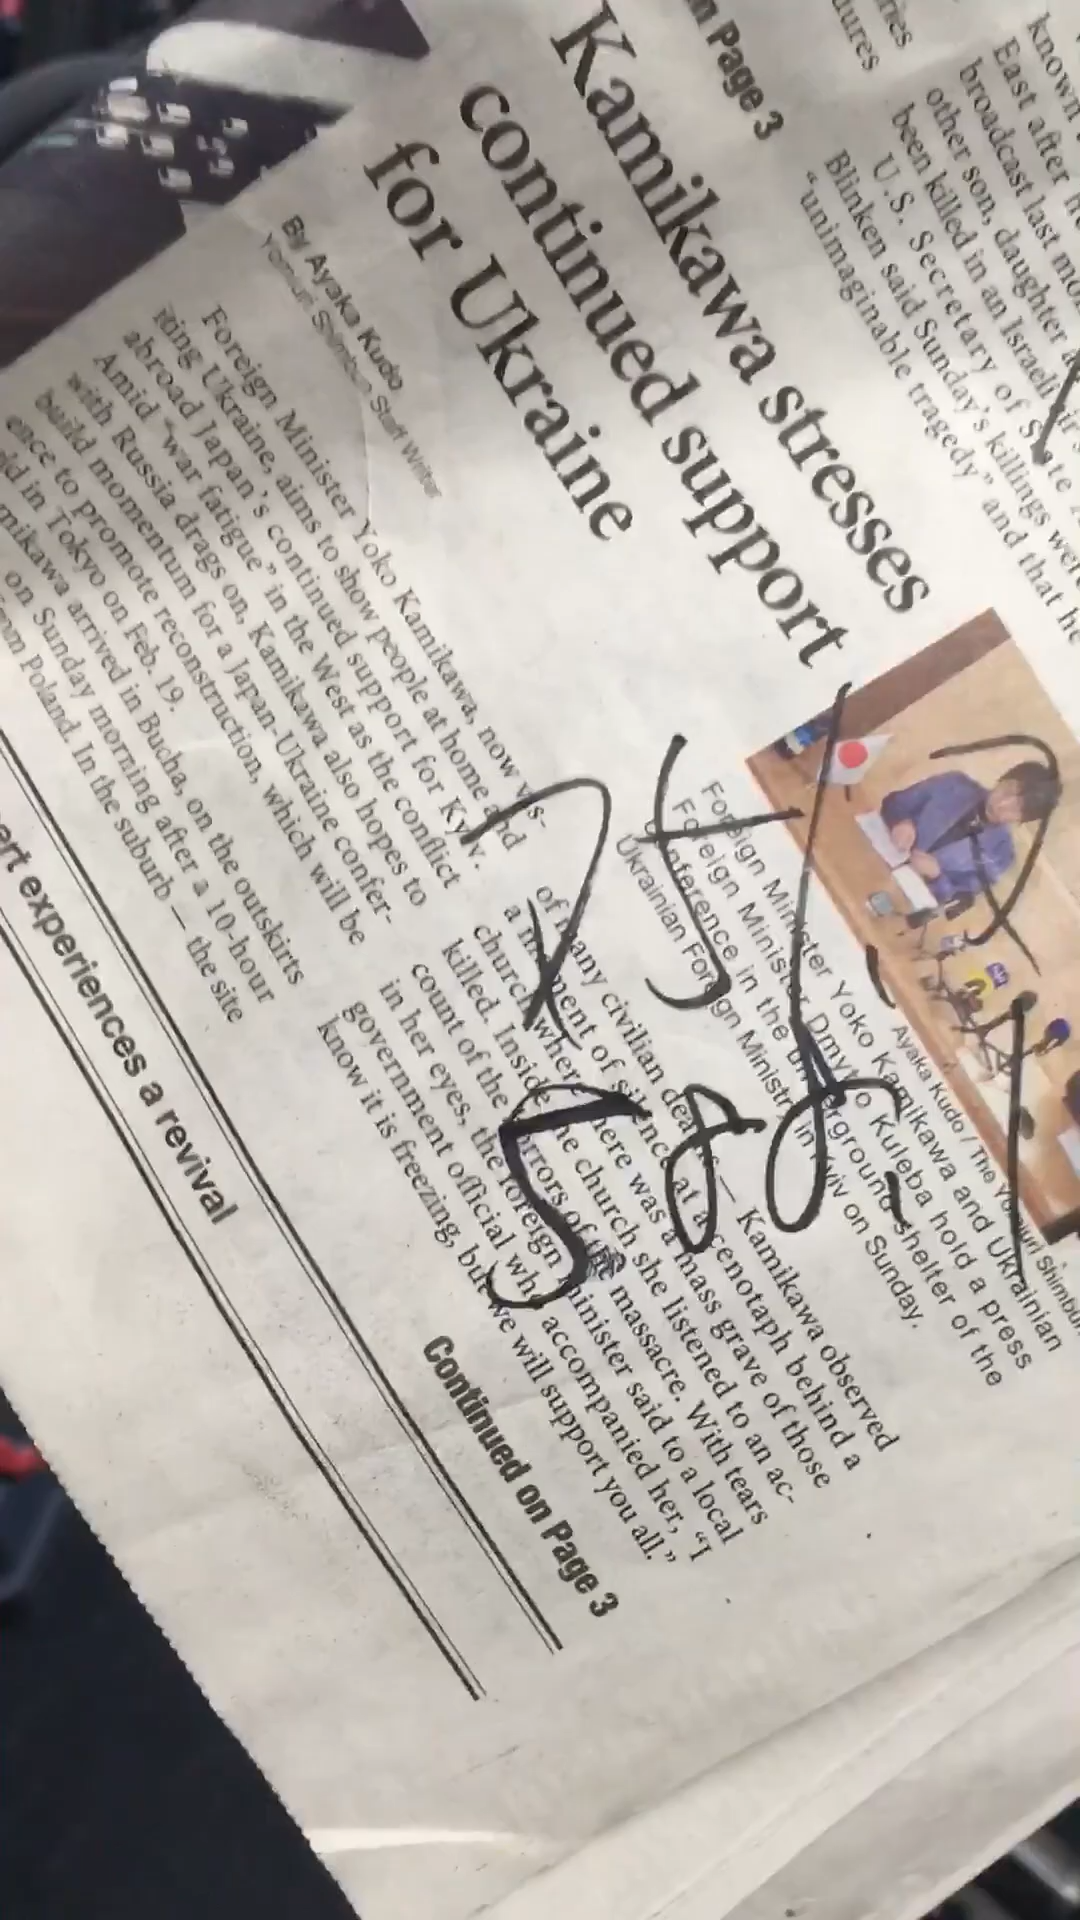 m Page 3
Kamikawa stresses
continued support
for Ukraine
By Ayaka Kudo
Yomiuri Shimbun Staff Writer
Foreign Minister Yoko Kamikawa, now vis-
iting Ukraine, aims to show people at home and
abroad Japan's continued support for Kyiv.
Amid “war fatigue” in the West as the conflict
with Russia drags on, Kamikawa also hopes to
build momentum for a Japan-Ukraine confer-
ence to promote reconstruction, which will be
held in Tokyo on Feb. 19.
Kamikawa arrived in Bucha, on the outskirts
on Sunday morning after a 10-hour
from Poland. In the suburb — the site
of many civilian deaths — Kamikawa observed
a moment of silence at a cenotaph behind a
church where there was a mass grave of those
killed. Inside the church she listened to an ac-
count of the horrors of the massacre. With tears
in her eyes, the foreign minister said to a local
government official who accompanied her, “I
know it is freezing, but we will support you all.”
Continued on Page 3
Ayaka Kudo / The Yomiuri Shimbun
Foreign Minister Yoko Kamikawa and Ukrainian
Foreign Minister Dmytro Kuleba hold a press
conference in the underground shelter of the
Ukrainian Foreign Ministry in Kyiv on Sunday.
known
East after
broadcast last mo
other son, daughter
been killed in an Israeli air
U.S. Secretary of State
Blinken said Sunday's killings were
“unimaginable tragedy” and that he
ert experiences a revival
588-